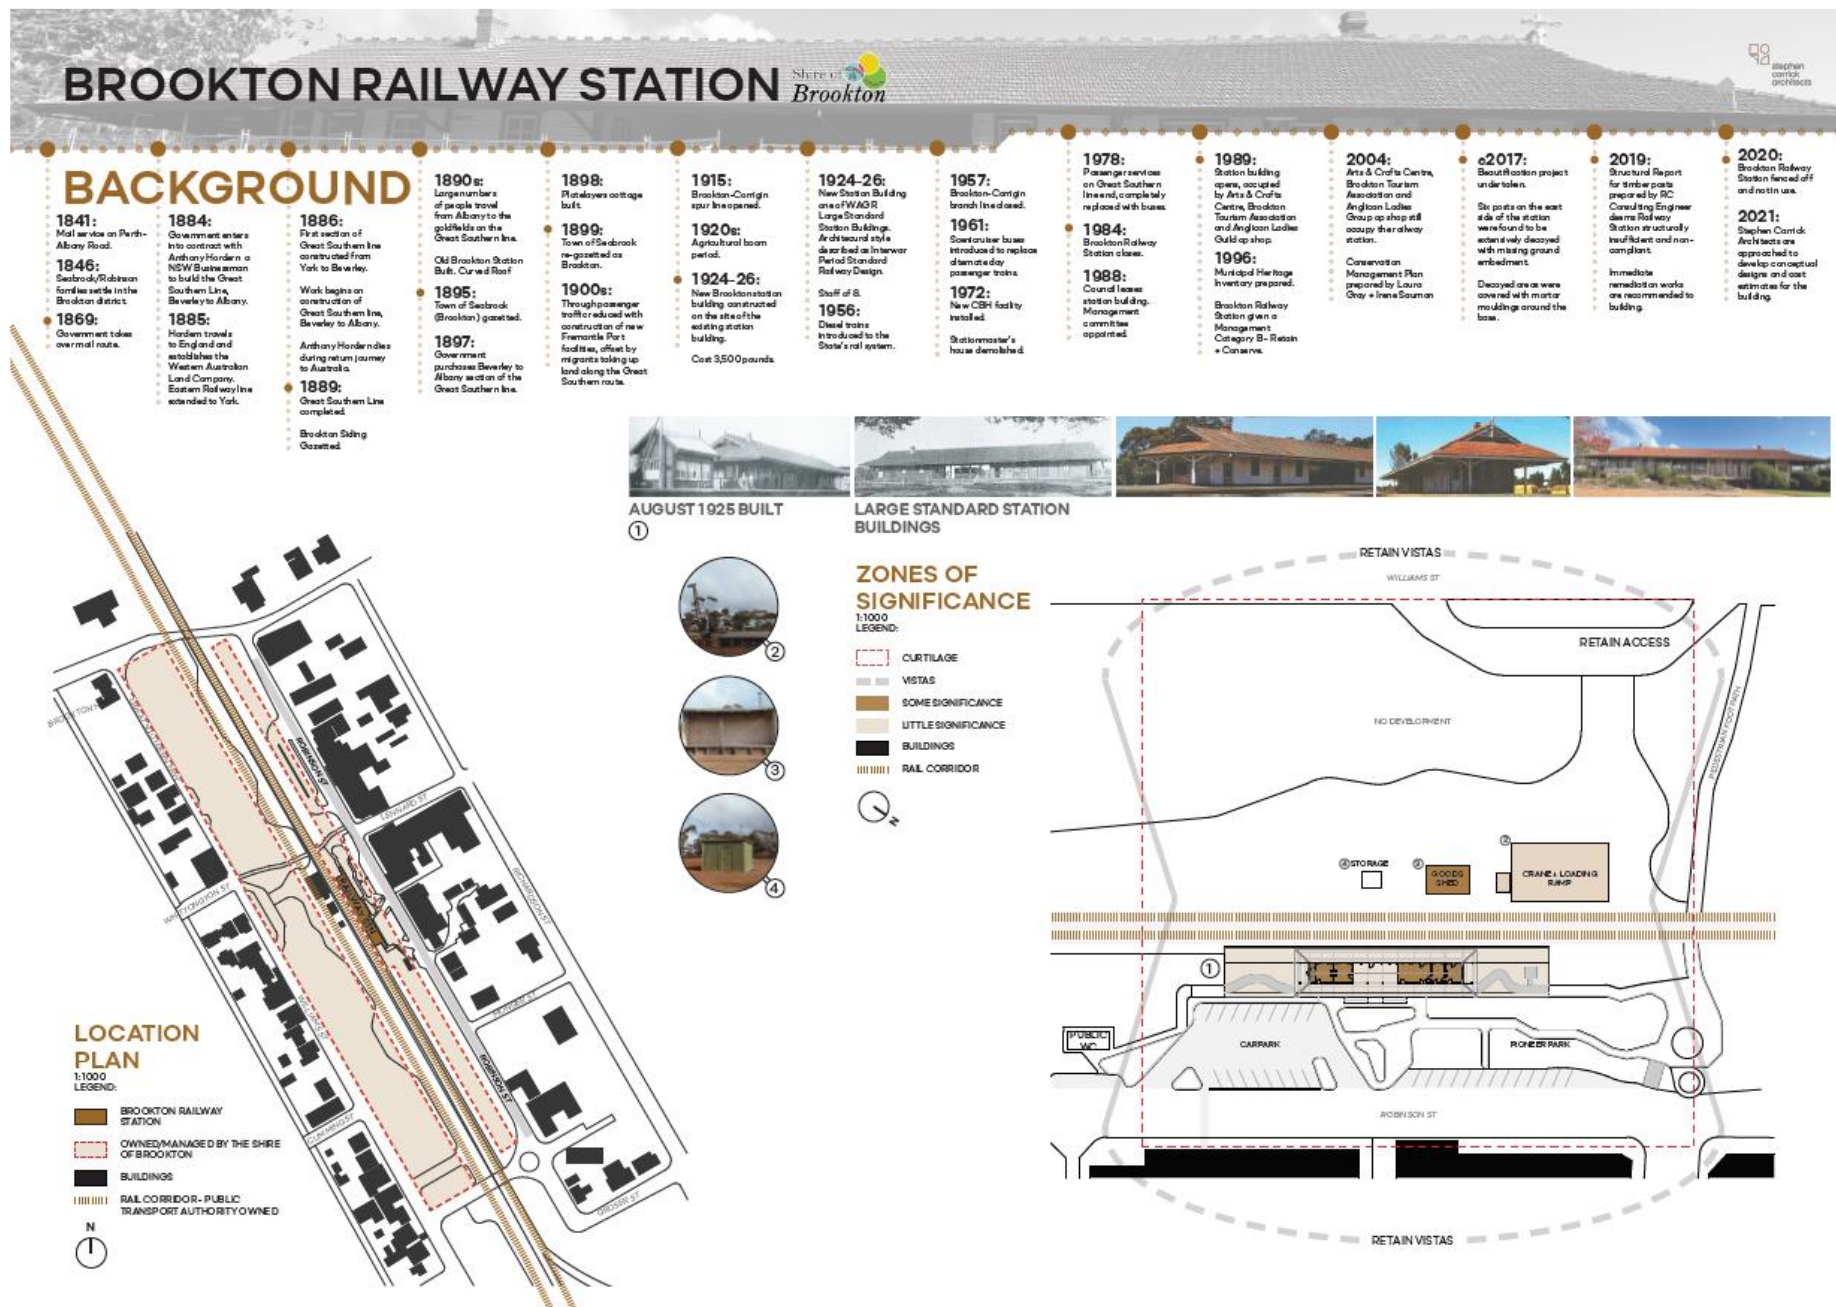 BROOKTON RAILWAY STATION
Shire of
Brookton
stephen
carrick
architects
BACKGROUND
1841:
Mail service on Perth-
Albany Road.
1846:
Seabrook/Robinson
families settle in the
Brookton district.
1869:
Government takes
over mail route.
1884:
Government enters
into contract with
Anthony Hordern a
NSW Businessman
to build the Great
Southern Line,
Beverley to Albany.
1885:
Hordern travels
to England and
establishes the
Western Australian
Land Company.
Eastern Railway line
extended to York.
1886:
First section of
Great Southern line
constructed from
York to Beverley.
Work begins on
construction of
Great Southern line,
Beverley to Albany.
Anthony Hordern dies
during return journey
to Australia.
1889:
Great Southern Line
completed.
Brookton Siding
Gazetted.
1890s:
Large numbers
of people travel
from Albany to the
goldfields on the
Great Southern line.
Old Brookton Station
Built. Curved Roof
1895:
Town of Seabrook
(Brookton) gazetted.
1897:
Government
purchases Beverley to
Albany section of the
Great Southern line.
1898:
Platelayers cottage
built.
1899:
Town of Seabrook
re-gazetted as
Brookton.
1900s:
Through passenger
traffic reduced with
construction of new
Fremantle Port
facilities, offset by
migrants taking up
land along the Great
Southern route.
1915:
Brookton-Corrigin
spur line opened.
1920s:
Agricultural boom
period.
1924-26:
New Brookton station
building constructed
on the site of the
existing station
building.
Cost 3,500 pounds.
1924-26:
New Station Building
one of WAGR
Large Standard
Station Buildings.
Architectural style
described as Interwar
Period Standard
Railway Design.
Staff of 8.
1956:
Diesel trains
introduced to the
State's rail system.
1957:
Brookton-Corrigin
branch line closed.
1961:
Scenicruiser buses
introduced to replace
alternate day
passenger trains.
1972:
New CBH facility
installed.
Stationmaster's
house demolished.
1978:
Passenger services
on Great Southern
line end, completely
replaced with buses.
1984:
Brookton Railway
Station closes.
1988:
Council leases
station building.
Management
committee
appointed.
1989:
Station building
opens, occupied
by Arts & Crafts
Centre, Brookton
Tourism Association
and Anglican Ladies
Guild op shop.
1996:
Municipal Heritage
Inventory prepared.
Brookton Railway
Station given a
Management
Category B- Retain
+ Conserve.
2004:
Arts & Crafts Centre,
Brookton Tourism
Association and
Anglican Ladies
Group op shop still
occupy the railway
station.
Conservation
Management Plan
prepared by Laura
Gray + Irene Sauman
c2017:
Beautification project
undertaken.
Six posts on the east
side of the station
were found to be
extensively decayed
with missing ground
embedment.
Decayed areas were
covered with mortar
mouldings around the
base.
2019:
Structural Report
for timber posts
prepared by RC
Consulting Engineer
deems Railway
Station structurally
insufficient and non-
compliant.
Immediate
remediation works
are recommended to
building.
2020:
Brookton Railway
Station fenced off
and not in use.
2021:
Stephen Carrick
Architects are
approached to
develop conceptual
designs and cost
estimates for the
building.
AUGUST 1925 BUILT
1
LARGE STANDARD STATION
BUILDINGS
2
3
4
ZONES OF
SIGNIFICANCE
1:1000
LEGEND:
CURTILAGE
VISTAS
SOME SIGNIFICANCE
LITTLE SIGNIFICANCE
BUILDINGS
RAIL CORRIDOR
N
RETAIN VISTAS
WILLIAMS ST
RETAIN ACCESS
NO DEVELOPMENT
PEDESTRIAN FOOTPATH
4 STORAGE
3
GOODS
SHED
2
CRANE + LOADING
RAMP
1
PUBLIC
WC
CARPARK
PIONEER PARK
ROBINSON ST
RETAIN VISTAS
ROBINSON ST
LENNARD ST
RICHARDSON ST
WHITTINGTON ST
RAILWAY STN
WILLIAMS ST
ROBINSON ST
CUMMING ST
GROSSER ST
LOCATION
PLAN
1:1000
LEGEND:
BROOKTON RAILWAY
STATION
OWNED/MANAGED BY THE SHIRE
OF BROOKTON
BUILDINGS
RAIL CORRIDOR - PUBLIC
TRANSPORT AUTHORITY OWNED
N